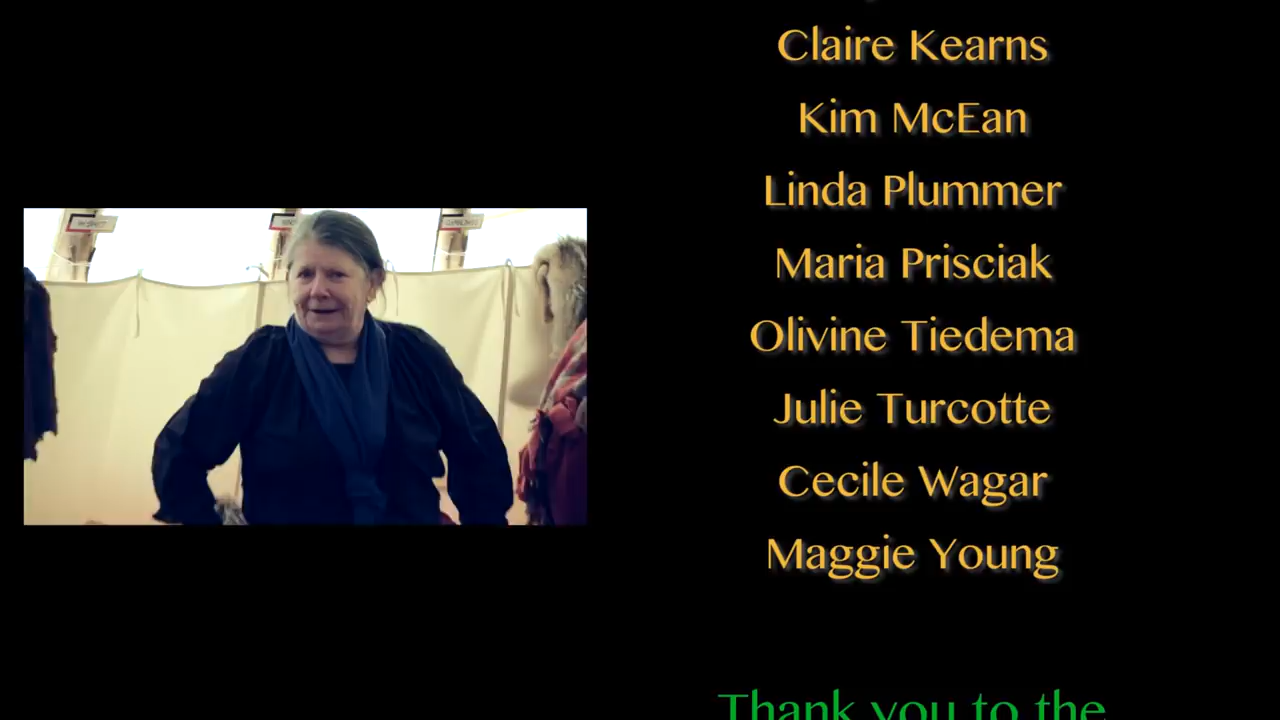 Claire Kearns
Kim McEan
Linda Plummer
Maria Prisciak
Olivine Tiedema
Julie Turcotte
Cecile Wagar
Maggie Young
Thank you to the